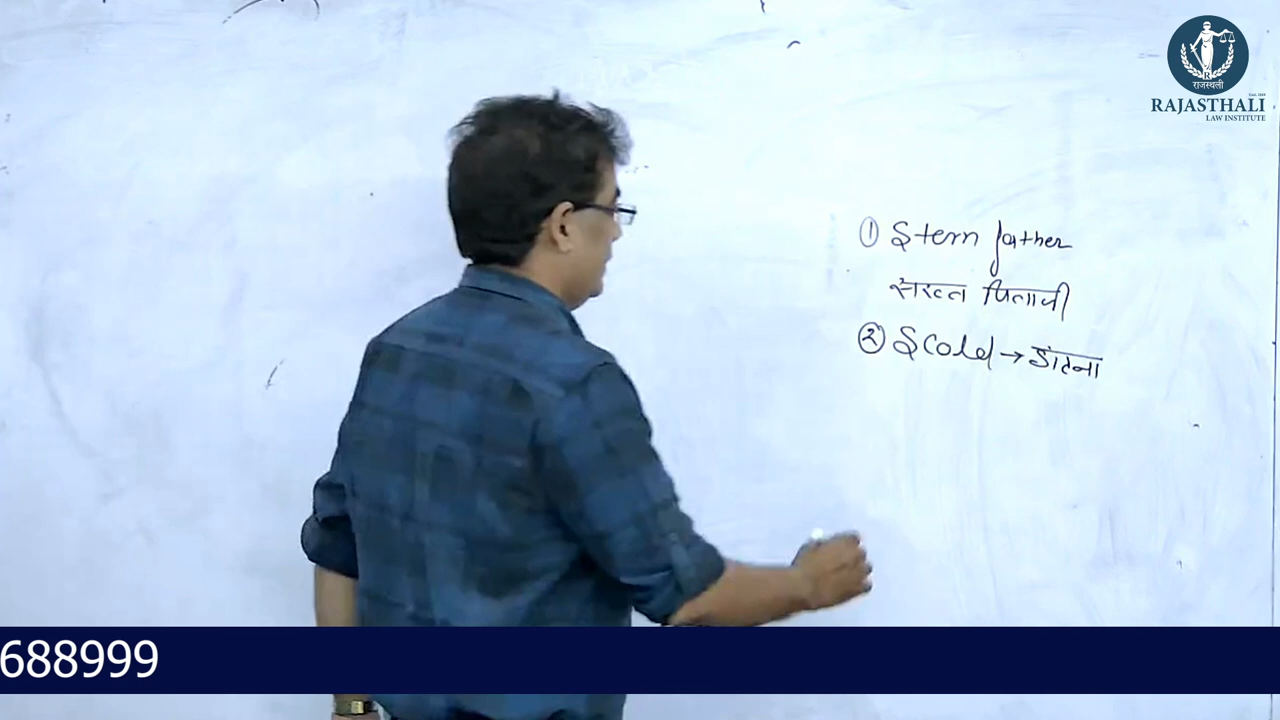 राजस्थली
RAJASTHALI
LAW INSTITUTE
① Stern father
सख्त पिताजी
② Scold → डांटना
688999